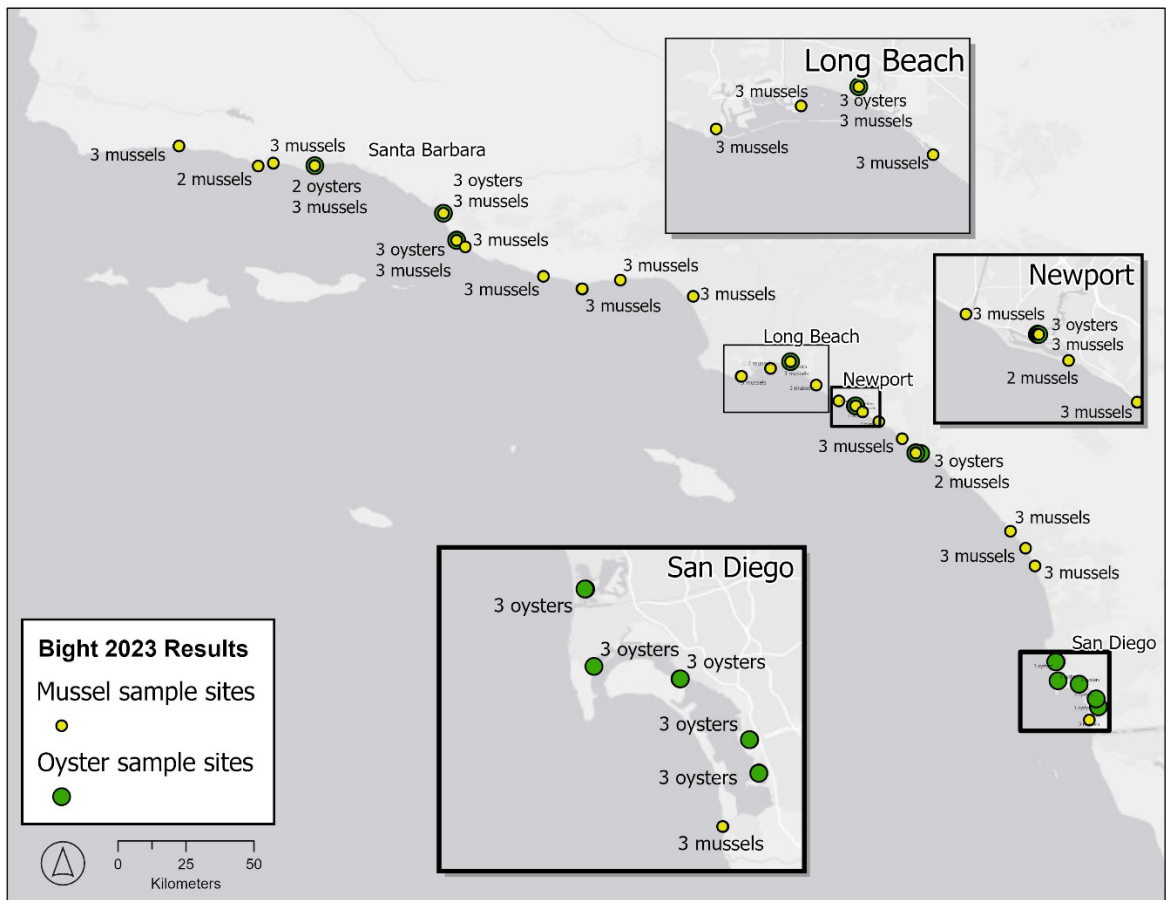 Long Beach
3 mussels
3 oysters
3 mussels
3 mussels
3 mussels
3 mussels
3 mussels
2 mussels
2 oysters
3 mussels
Santa Barbara
3 oysters
3 mussels
3 oysters
3 mussels
3 mussels
3 mussels
3 mussels
3 mussels
3 mussels
Newport
3 mussels
3 oysters
3 mussels
2 mussels
3 mussels
Long Beach
3 mussels
3 mussels
3 mussels
Newport
3 mussels
3 oysters
2 mussels
3 mussels
3 mussels
3 mussels
San Diego
3 oysters
3 oysters
3 oysters
3 oysters
3 oysters
3 mussels
San Diego
Bight 2023 Results
Mussel sample sites
Oyster sample sites
0 25 50
Kilometers